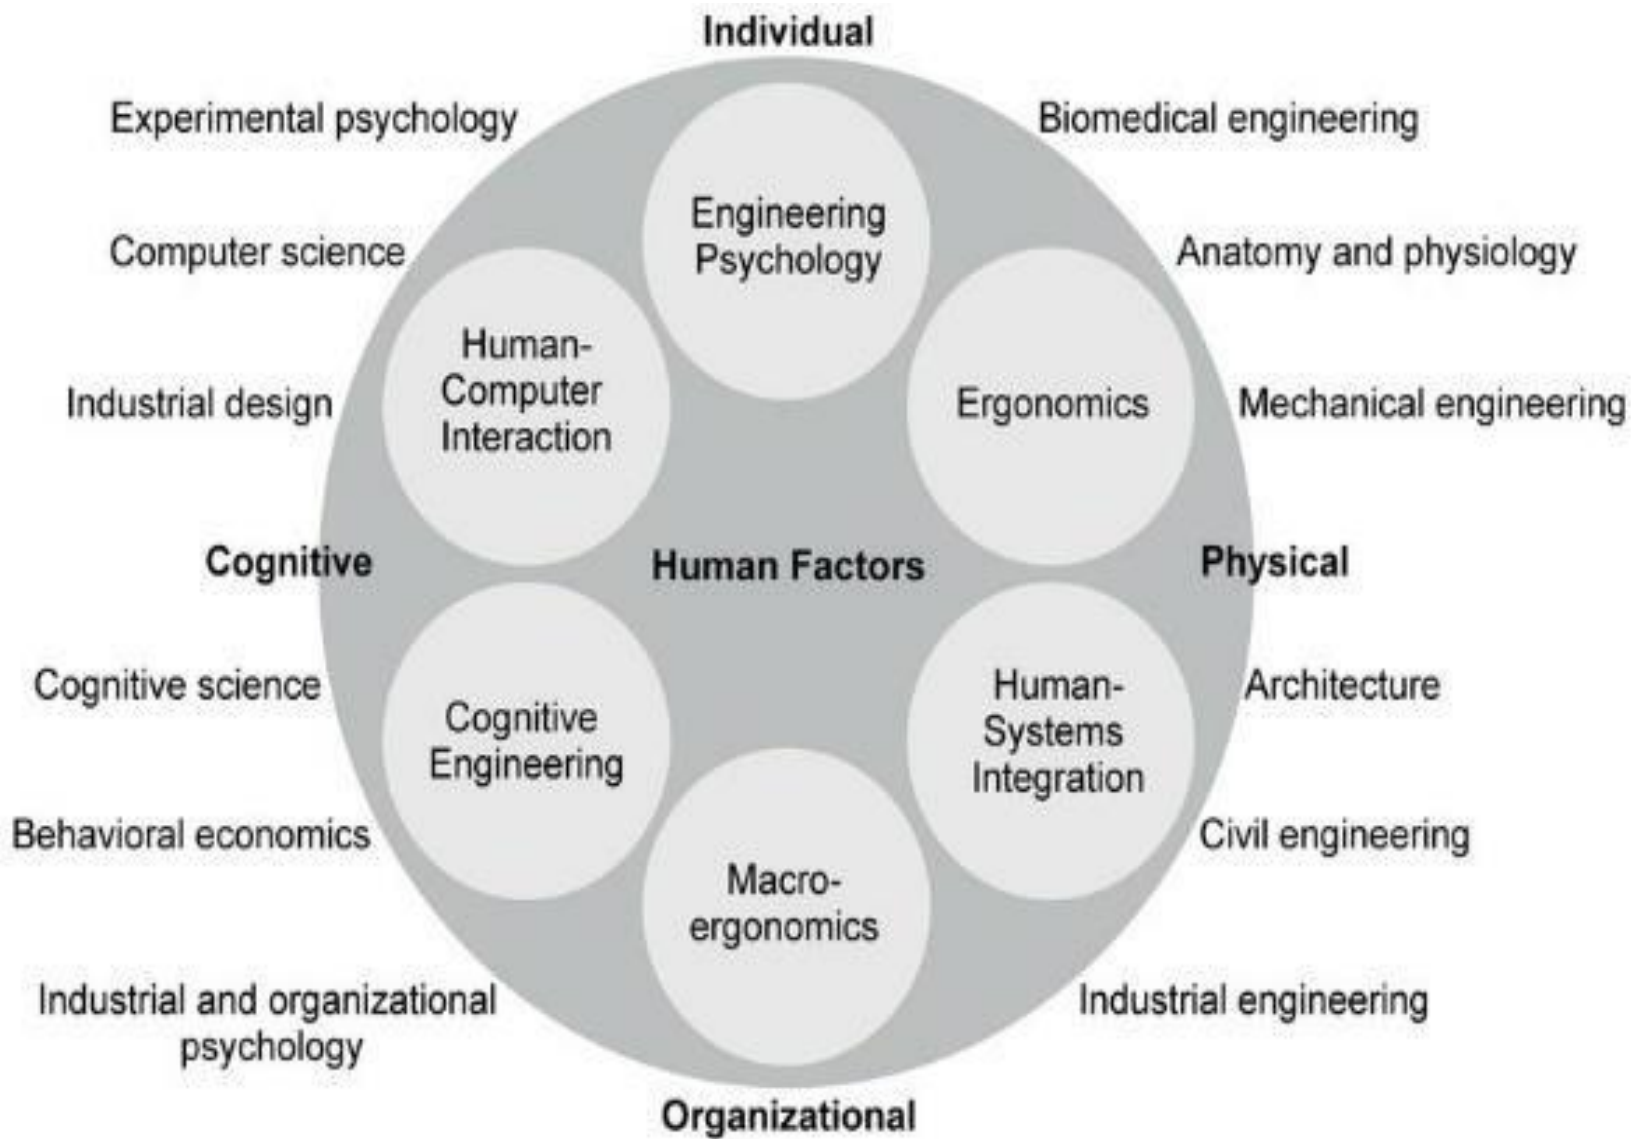 Individual
Experimental psychology
Biomedical engineering
Engineering
Psychology
Computer science
Anatomy and physiology
Human-
Computer
Interaction
Industrial design
Ergonomics
Mechanical engineering
Cognitive
Human Factors
Physical
Cognitive science
Cognitive
Engineering
Human-
Systems
Integration
Architecture
Behavioral economics
Civil engineering
Macro-
ergonomics
Industrial and organizational
psychology
Industrial engineering
Organizational